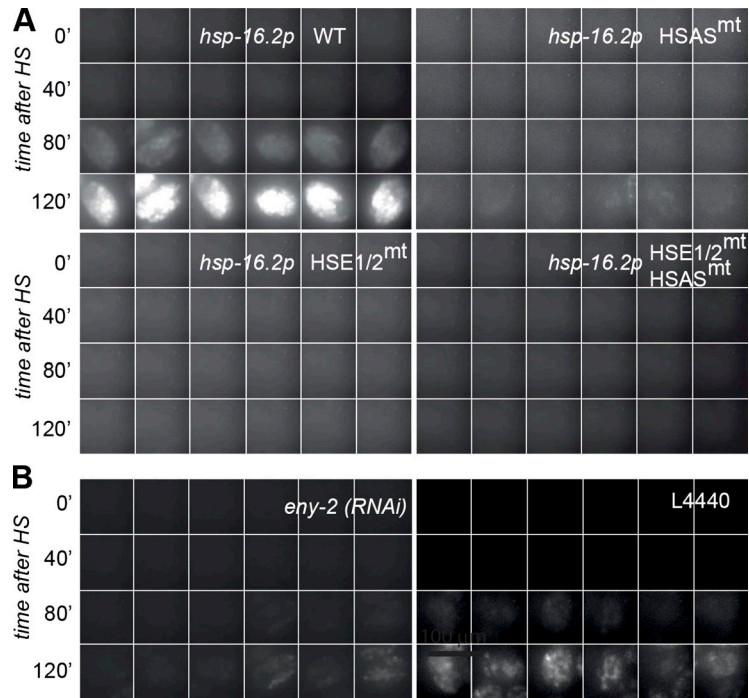 A
time after HS
0'
40'
80'
120'
hsp-16.2p WT
hsp-16.2p HSASmt
time after HS
0'
40'
80'
120'
hsp-16.2p HSE1/2mt
hsp-16.2p HSE1/2mt
HSASmt
B
time after HS
0'
40'
80'
120'
eny-2 (RNAi)
L4440
100 μm